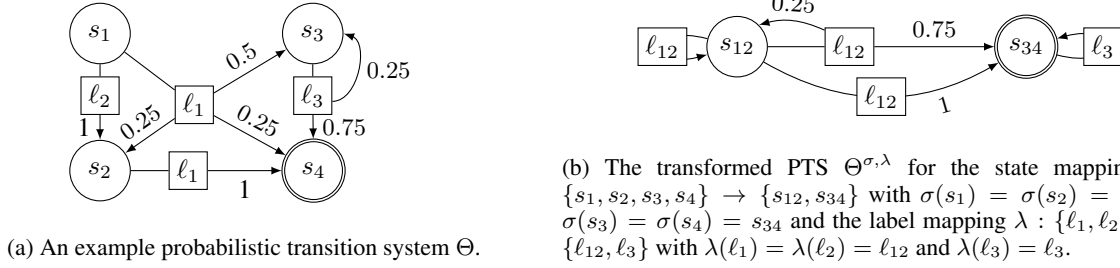 s₁
s₃
0.5
0.25
ℓ₂
ℓ₁
ℓ₃
1
0.25
0.25
0.75
s₂
ℓ₁
1
s₄
(a) An example probabilistic transition system Θ.
0.25
ℓ₁₂
s₁₂
ℓ₁₂
0.75
s₃₄
ℓ₃
ℓ₁₂
1
(b) The transformed PTS Θ^{σ,λ} for the state mapping
{s₁, s₂, s₃, s₄} → {s₁₂, s₃₄} with σ(s₁) = σ(s₂) =
σ(s₃) = σ(s₄) = s₃₄ and the label mapping λ : {ℓ₁, ℓ₂
{ℓ₁₂, ℓ₃} with λ(ℓ₁) = λ(ℓ₂) = ℓ₁₂ and λ(ℓ₃) = ℓ₃.